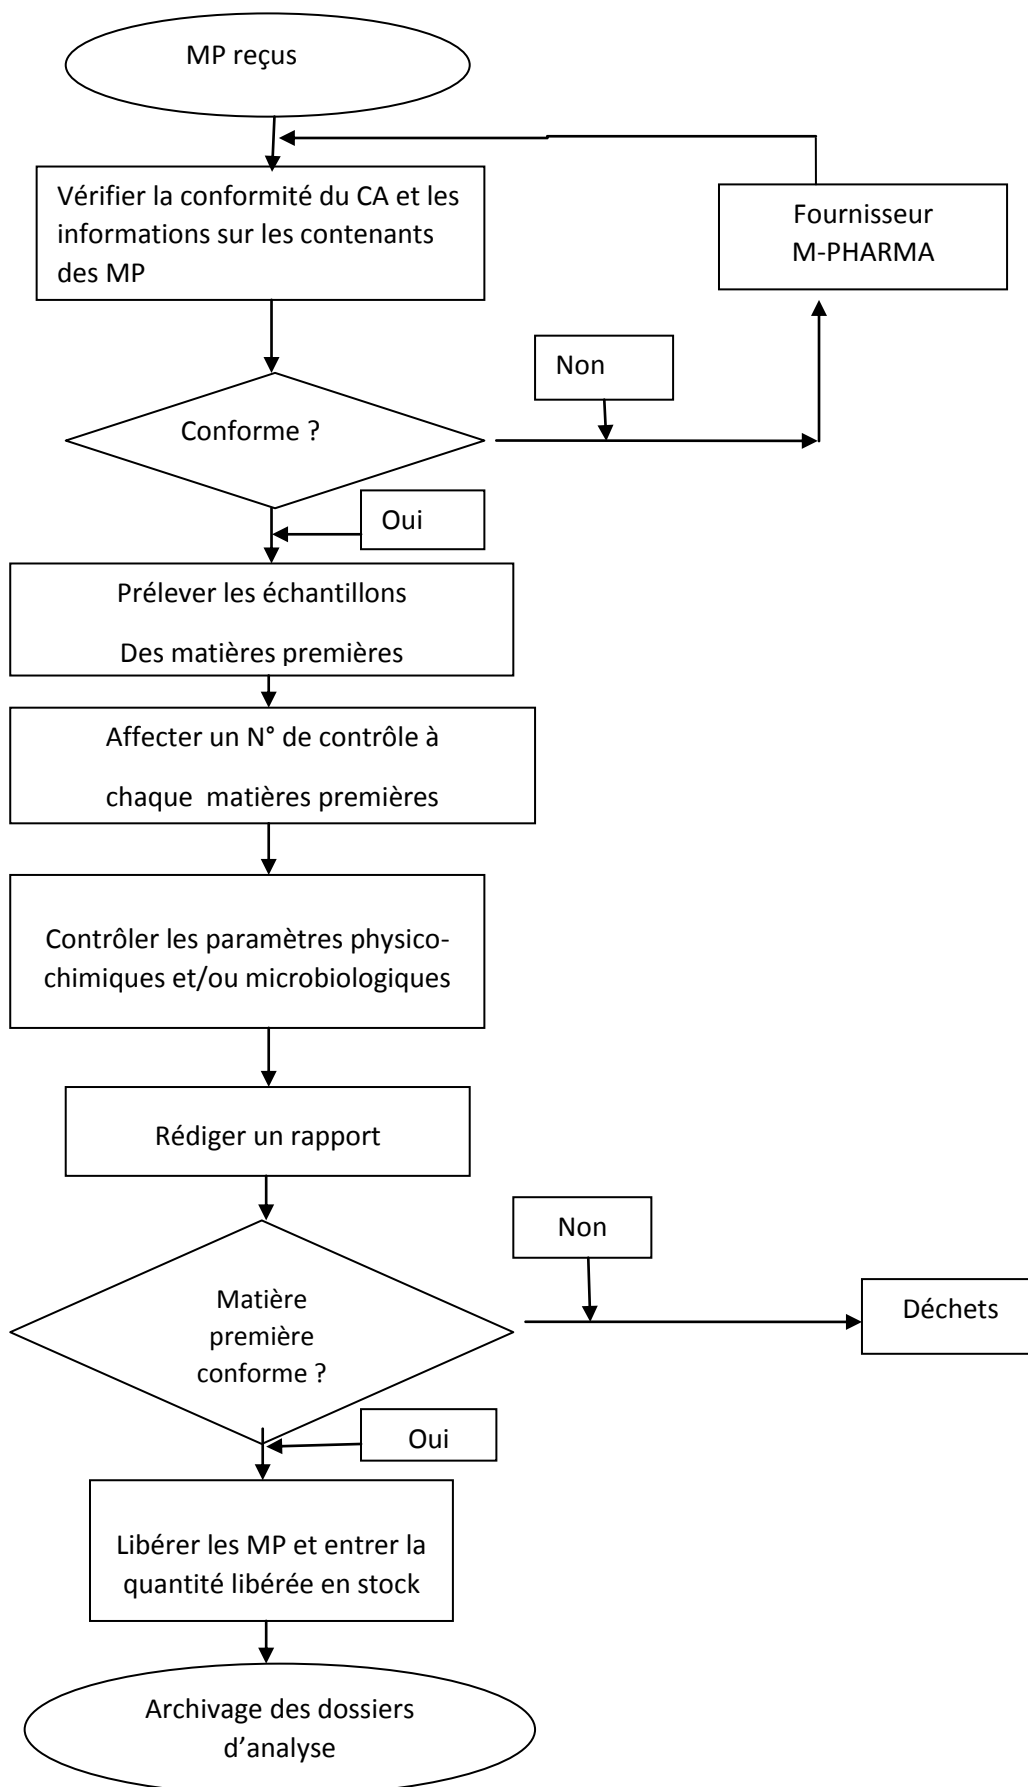 MP reçus
Vérifier la conformité du CA et les
informations sur les contenants
des MP
Fournisseur
M-PHARMA
Non
Conforme ?
Oui
Prélever les échantillons
Des matières premières
Affecter un N° de contrôle à
chaque matières premières
Contrôler les paramètres physico-
chimiques et/ou microbiologiques
Rédiger un rapport
Non
Matière
première
conforme ?
Déchets
Oui
Libérer les MP et entrer la
quantité libérée en stock
Archivage des dossiers
d’analyse